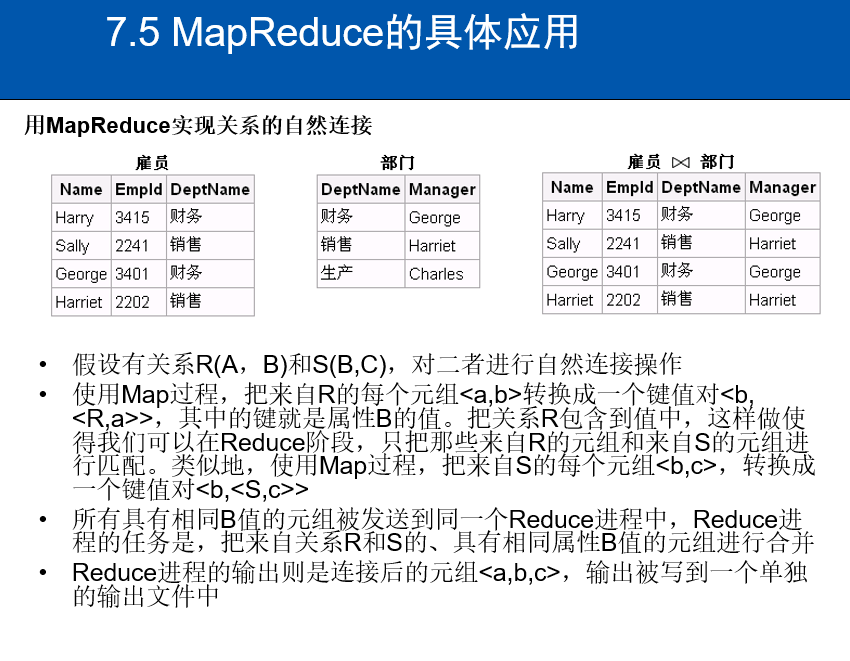 7.5 MapReduce的具体应用
用MapReduce实现关系的自然连接
雇员
Name EmpId DeptName
Harry 3415 财务
Sally 2241 销售
George 3401 财务
Harriet 2202 销售
部门
DeptName Manager
财务 George
销售 Harriet
生产 Charles
雇员 ⋈ 部门
Name EmpId DeptName Manager
Harry 3415 财务 George
Sally 2241 销售 Harriet
George 3401 财务 George
Harriet 2202 销售 Harriet
• 假设有关系R(A，B)和S(B,C)，对二者进行自然连接操作
• 使用Map过程，把来自R的每个元组<a,b>转换成一个键值对<b,
<R,a>>，其中的键就是属性B的值。把关系R包含到值中，这样做使
得我们可以在Reduce阶段，只把那些来自R的元组和来自S的元组进
行匹配。类似地，使用Map过程，把来自S的每个元组<b,c>，转换成
一个键值对<b,<S,c>>
• 所有具有相同B值的元组被发送到同一个Reduce进程中，Reduce进
程的任务是，把来自关系R和S的、具有相同属性B值的元组进行合并
• Reduce进程的输出则是连接后的元组<a,b,c>，输出被写到一个单独
的输出文件中